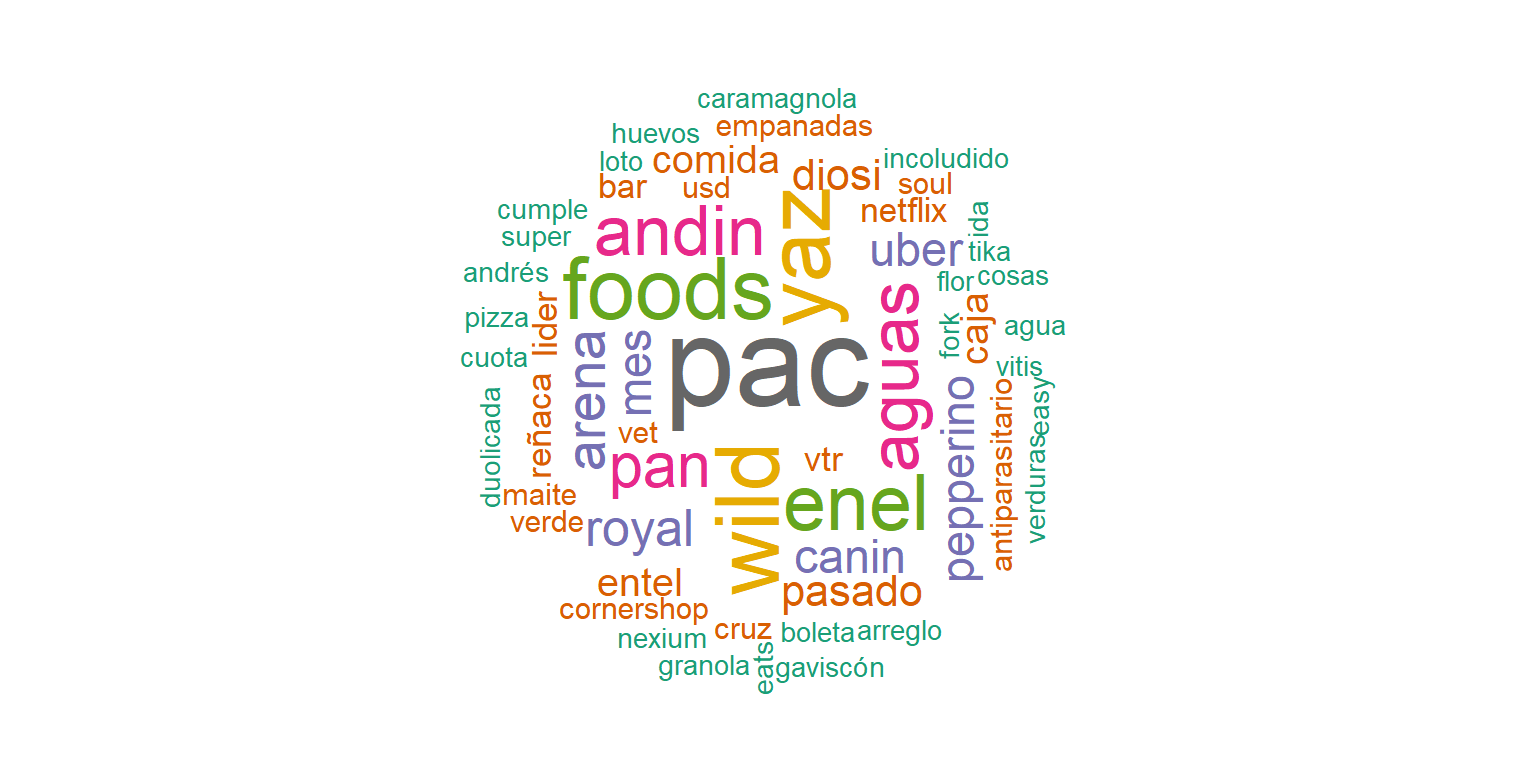 caramagnola
empanadas
huevos
loto
comida
diosi
incoludido
bar
usd
soul
cumple
andin
yaz
netflix
ida
super
uber
tika
andrés
foods
flor
cosas
pizza
lider
arena
mes
pac
aguas
fork
caja
agua
cuota
vitis
duolicada
reñaca
vet
pan
wild
vtr
pepperino
antiparasitario
easy
verduras
maite
verde
royal
enel
canin
entel
pasado
cornershop
nexium
cruz
boleta
arreglo
granola
eats
gaviscón